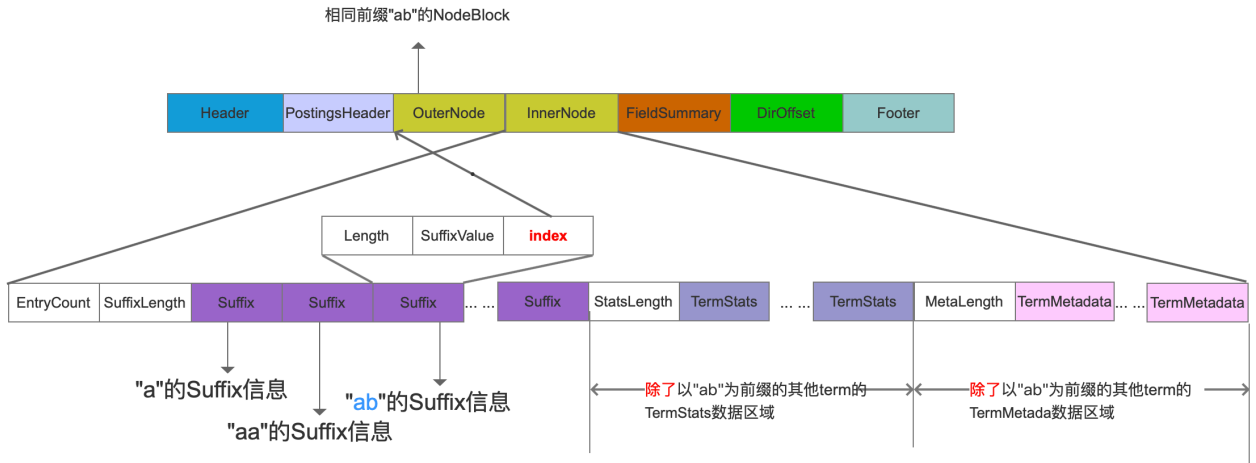 相同前缀"ab"的NodeBlock
Header PostingsHeader OuterNode InnerNode FieldSummary DirOffset Footer
Length SuffixValue index
EntryCount SuffixLength Suffix Suffix Suffix ... ... Suffix StatsLength TermStats ... ... TermStats MetaLength TermMetadata ... ... TermMetadata
"a"的Suffix信息
"aa"的Suffix信息
"ab"的Suffix信息
除了以"ab"为前缀的其他term的
TermStats数据区域
除了以"ab"为前缀的其他term的
TermMetada数据区域